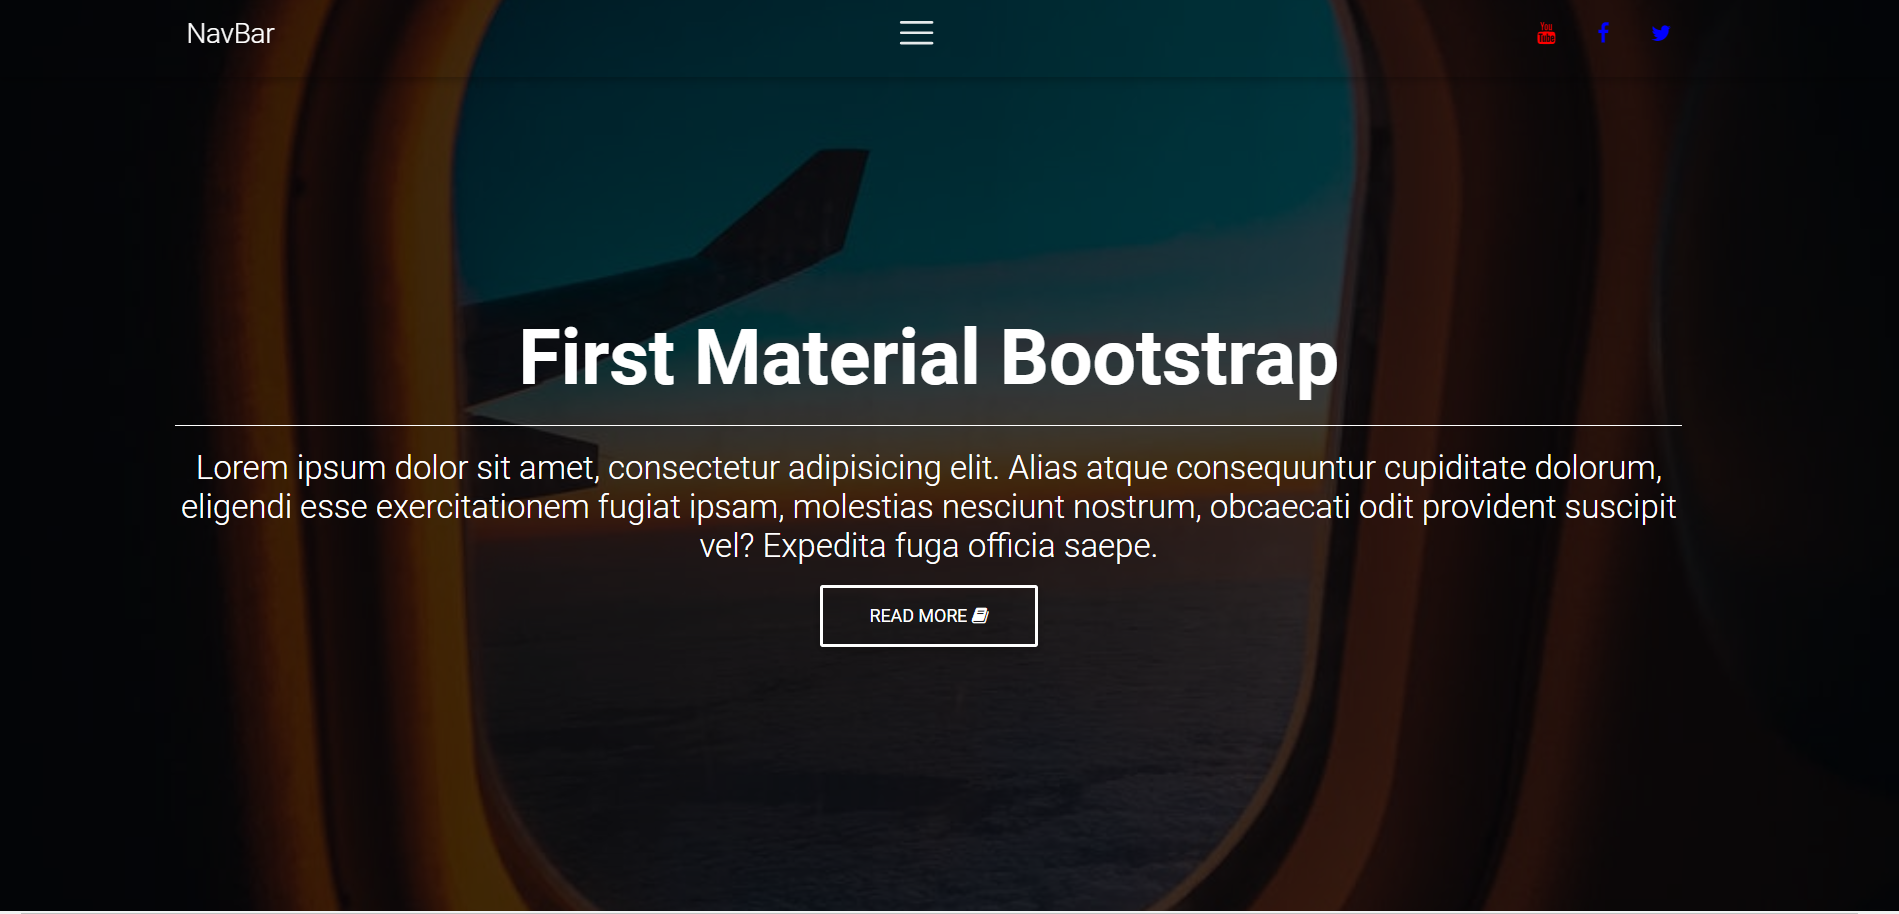 NavBar
You
Tube
First Material Bootstrap
Lorem ipsum dolor sit amet, consectetur adipisicing elit. Alias atque consequuntur cupiditate dolorum,
eligendi esse exercitationem fugiat ipsam, molestias nesciunt nostrum, obcaecati odit provident suscipit
vel? Expedita fuga officia saepe.
READ MORE